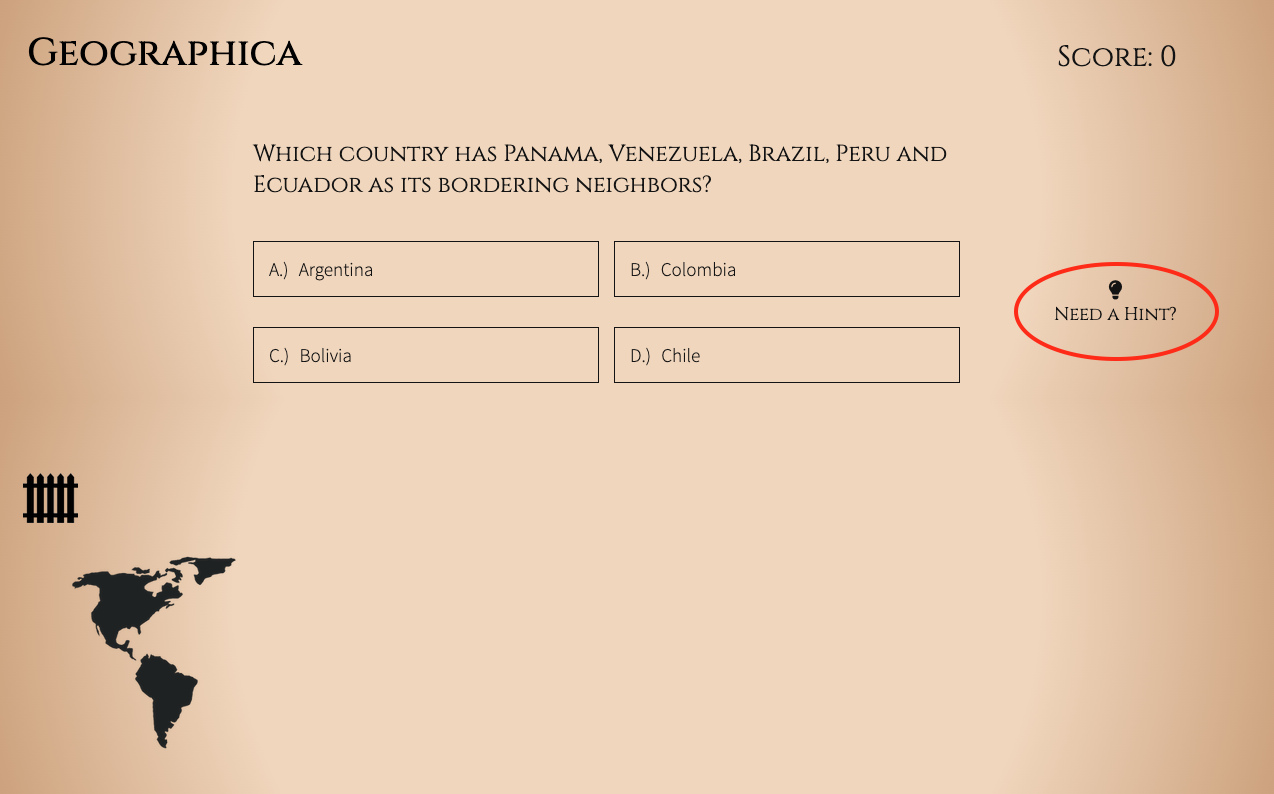 Geographica
Score: 0
Which country has Panama, Venezuela, Brazil, Peru and
Ecuador as its bordering neighbors?
A.) Argentina
B.) Colombia
Need a Hint?
C.) Bolivia
D.) Chile